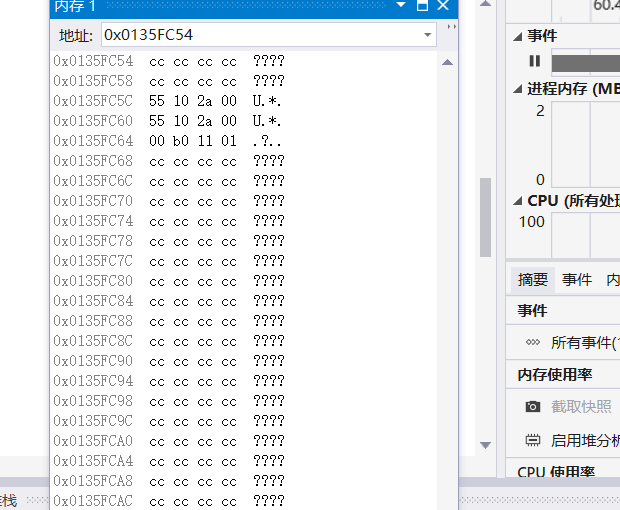 内存 1
地址: 0x0135FC54
0x0135FC54 cc cc cc cc ????
0x0135FC58 cc cc cc cc ????
0x0135FC5C 55 10 2a 00 U.*.
0x0135FC60 55 10 2a 00 U.*.
0x0135FC64 00 b0 11 01 .?..
0x0135FC68 cc cc cc cc ????
0x0135FC6C cc cc cc cc ????
0x0135FC70 cc cc cc cc ????
0x0135FC74 cc cc cc cc ????
0x0135FC78 cc cc cc cc ????
0x0135FC7C cc cc cc cc ????
0x0135FC80 cc cc cc cc ????
0x0135FC84 cc cc cc cc ????
0x0135FC88 cc cc cc cc ????
0x0135FC8C cc cc cc cc ????
0x0135FC90 cc cc cc cc ????
0x0135FC94 cc cc cc cc ????
0x0135FC98 cc cc cc cc ????
0x0135FC9C cc cc cc cc ????
0x0135FCA0 cc cc cc cc ????
0x0135FCA4 cc cc cc cc ????
0x0135FCA8 cc cc cc cc ????
0x0135FCAC cc cc cc cc ????
栈
60.4
事件
进程内存 (MB
2
0
CPU (所有处理
100
摘要 事件 内
事件
所有事件(
内存使用率
截取快照
启用堆分析
CPU 使用率